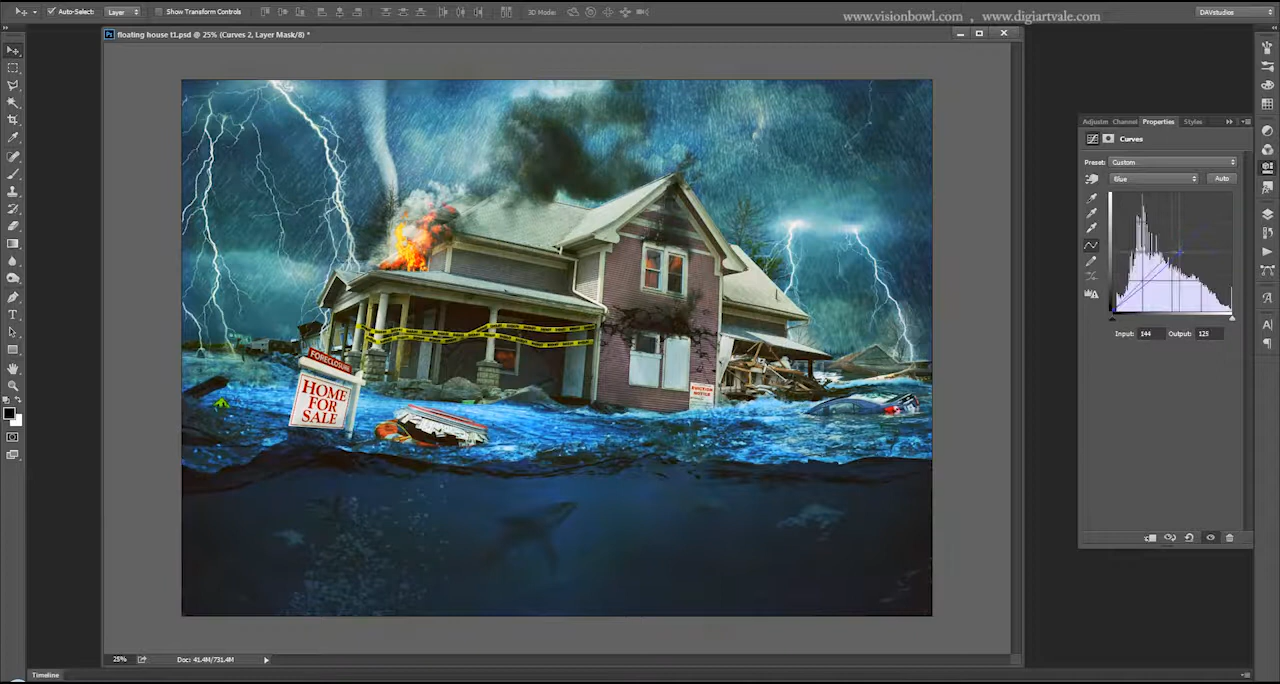 Auto-Select:
Layer
Show Transform Controls
3D Mode:
www.visionbowl.com , www.digiartvale.com
DAVstudios
Ps
floating house t1.psd @ 25% (Curves 2, Layer Mask/8) *
Adjustm
Channel
Properties
Styles
Curves
Preset:
Custom
Blue
Auto
Input: 144
Output: 125
FORECLOSURE
HOME
FOR
SALE
25%
Doc: 41.4M/731.4M
Timeline